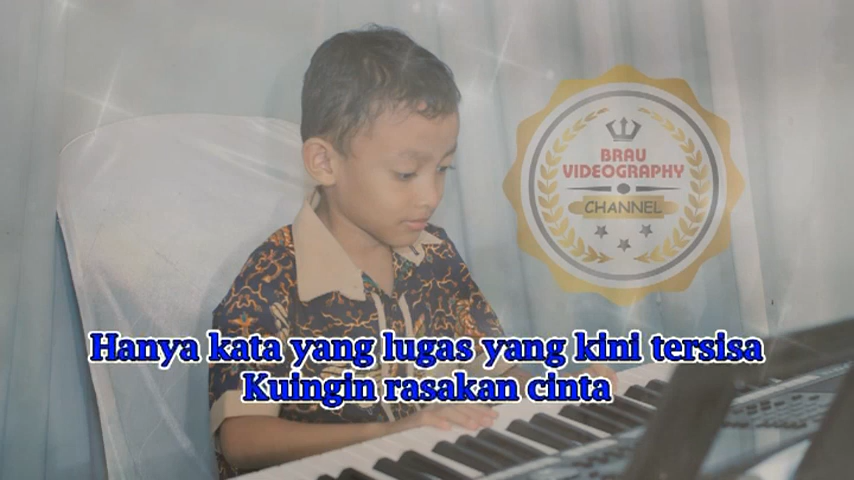 BRAU
VIDEOGRAPHY
CHANNEL
Hanya kata yang lugas yang kini tersisa
Kuingin rasakan cinta